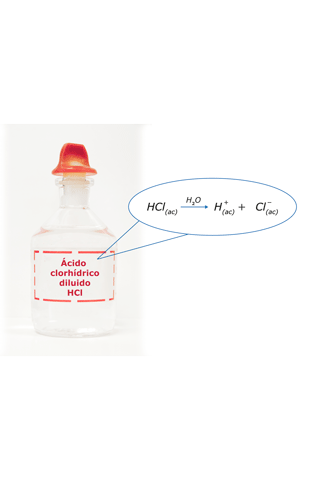 HCl(ac) H₂O→ H⁺(ac) + Cl⁻(ac)
Ácido
clorhídrico
diluido
HCl